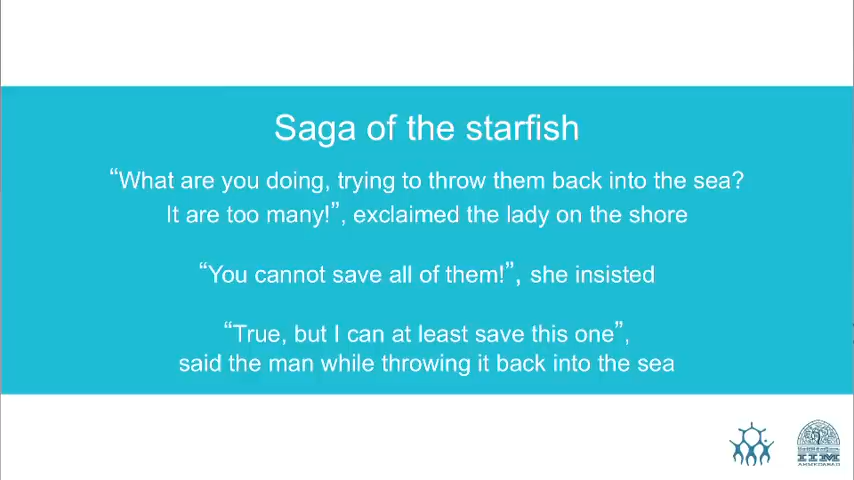 Saga of the starfish
“What are you doing, trying to throw them back into the sea?
It are too many!”, exclaimed the lady on the shore
“You cannot save all of them!”, she insisted
“True, but I can at least save this one”,
said the man while throwing it back into the sea
IIM
AHMEDABAD